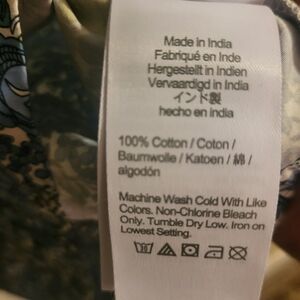 Made in India
Fabriqué en Inde
Hergestellt in Indien
Vervaardigd in India
インド製
hecho en india
100% Cotton / Coton /
Baumwolle / Katoen / 綿 /
algodón
Machine Wash Cold With Like
Colors. Non-Chlorine Bleach
Only. Tumble Dry Low. Iron on
Lowest Setting.